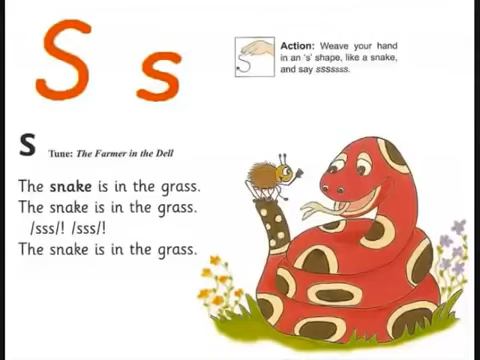 S s
Action: Weave your hand
in an 's' shape, like a snake,
and say sssssss.
s Tune: The Farmer in the Dell
The snake is in the grass.
The snake is in the grass.
/sss/! /sss/!
The snake is in the grass.